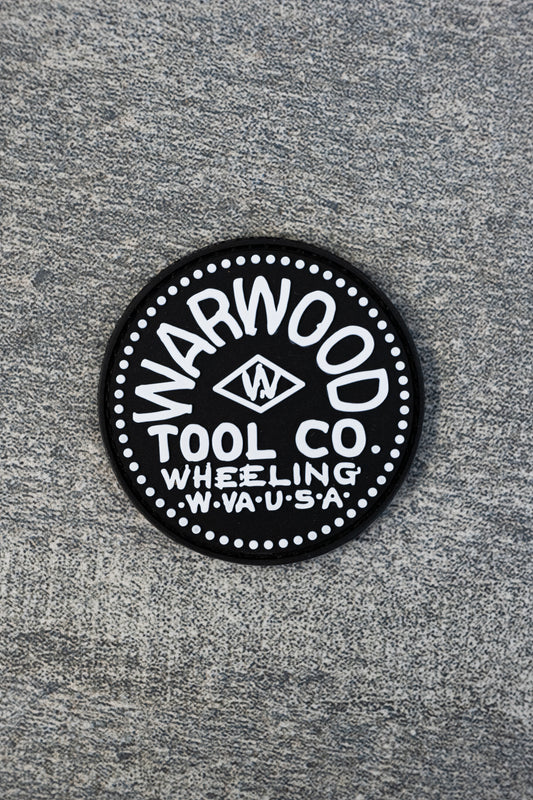 WARWOOD
W
TOOL CO.
WHEELING
·W·VA·U·S·A·